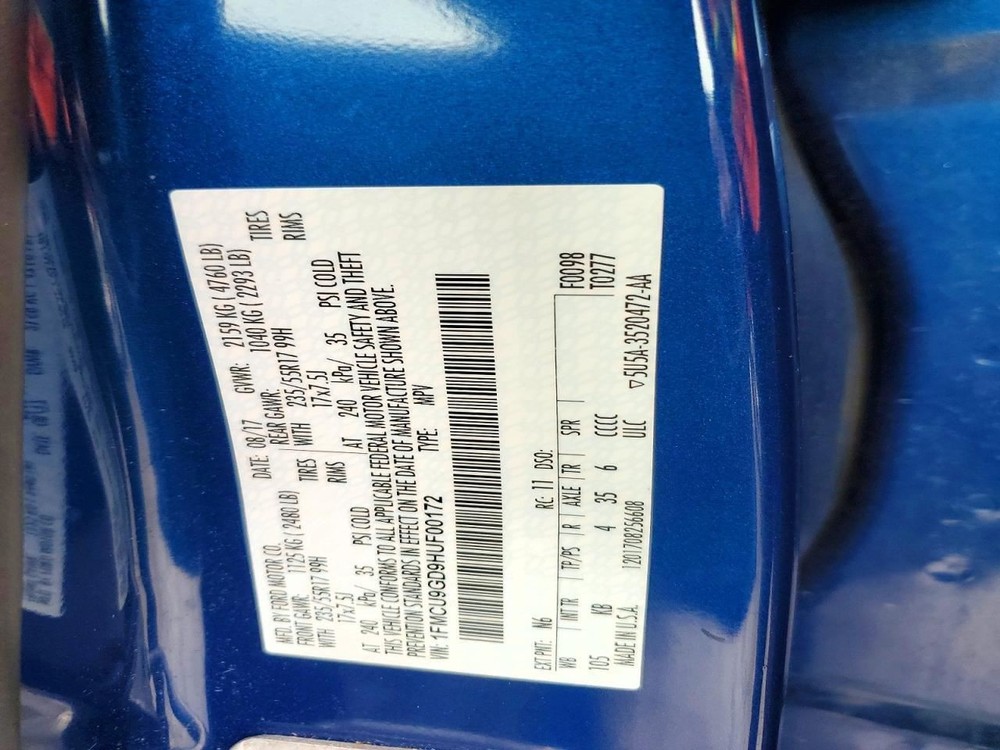 MFD. BY FORD MOTOR CO.
DATE: 08/17 GVWR: 2159 KG ( 4760 LB)
FRONT GAWR: 1125 KG ( 2480 LB) REAR GAWR: 1040 KG ( 2293 LB)
WITH 235/55R17 99H TIRES WITH 235/55R17 99H TIRES
17x7.5J RIMS 17x7.5J RIMS
AT 240 kPa/ 35 PSI COLD AT 240 kPa/ 35 PSI COLD
THIS VEHICLE CONFORMS TO ALL APPLICABLE FEDERAL MOTOR VEHICLE SAFETY AND THEFT
PREVENTION STANDARDS IN EFFECT ON THE DATE OF MANUFACTURE SHOWN ABOVE.
VIN: 1FMCU9GD9HUF00172 TYPE: MPV
EXT PNT: N6 RC: 11 DSO: F0098
WB INT TR TP/PS R AXLE TR SPR T0277
105 KB 4 35 6 CCCC
MADE IN U.S.A. 1201708256608 ULC ▽5U5A-3520472-AA